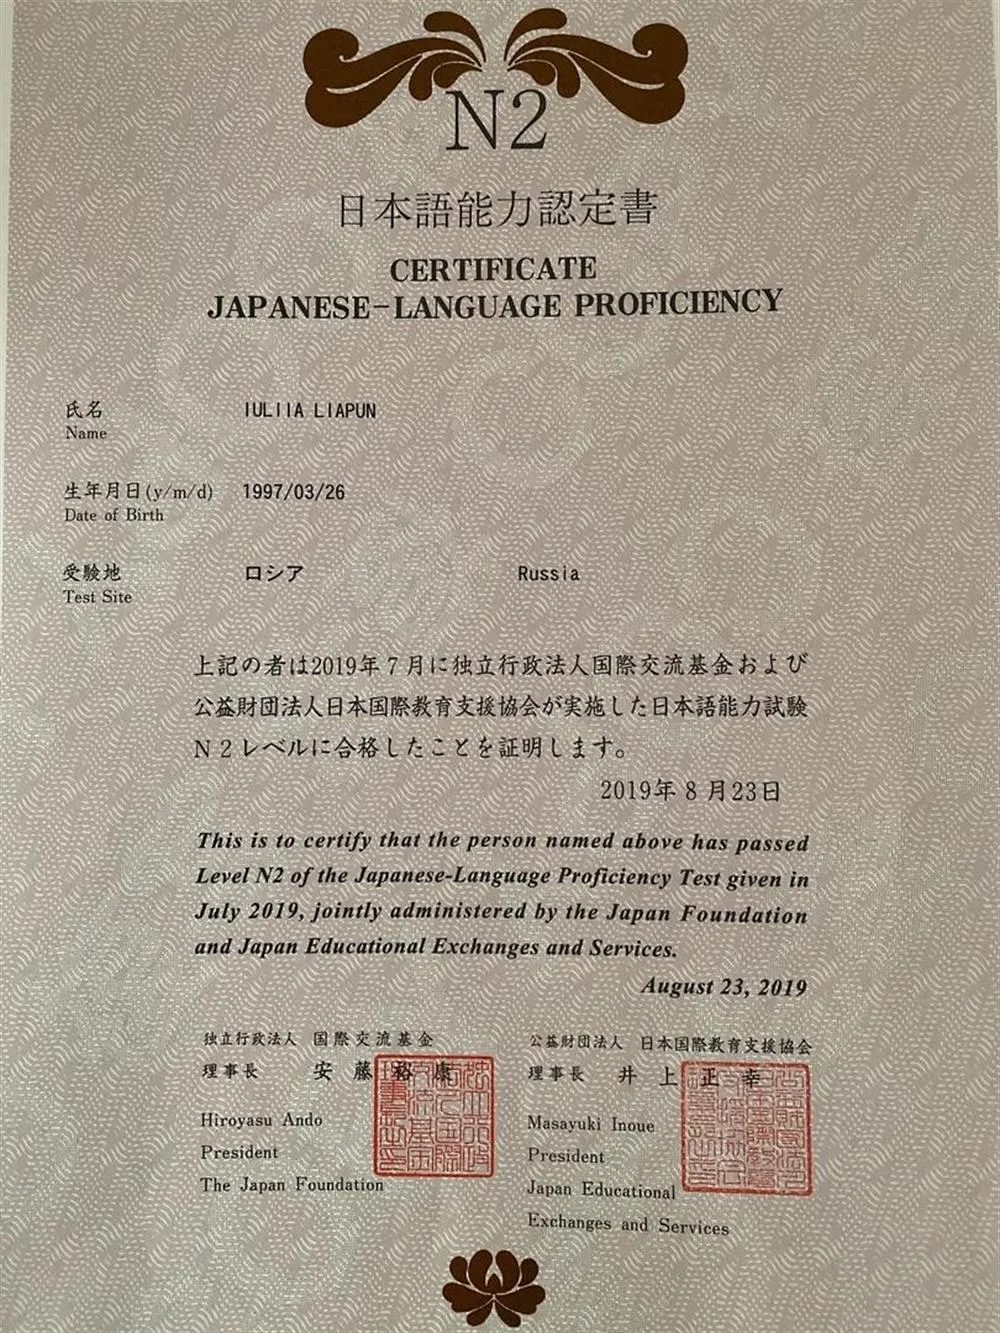 N2
日本語能力認定書
CERTIFICATE
JAPANESE-LANGUAGE PROFICIENCY
氏名 IULIIA LIAPUN
Name
生年月日(y/m/d) 1997/03/26
Date of Birth
受験地 ロシア Russia
Test Site
上記の者は2019年7月に独立行政法人国際交流基金および
公益財団法人日本国際教育支援協会が実施した日本語能力試験
N2レベルに合格したことを証明します。
2019年8月23日
This is to certify that the person named above has passed
Level N2 of the Japanese-Language Proficiency Test given in
July 2019, jointly administered by the Japan Foundation
and Japan Educational Exchanges and Services.
August 23, 2019
独立行政法人 国際交流基金
理事長 安藤裕康
Hiroyasu Ando
President
The Japan Foundation
公益財団法人 日本国際教育支援協会
理事長 井上正幸
Masayuki Inoue
President
Japan Educational
Exchanges and Services